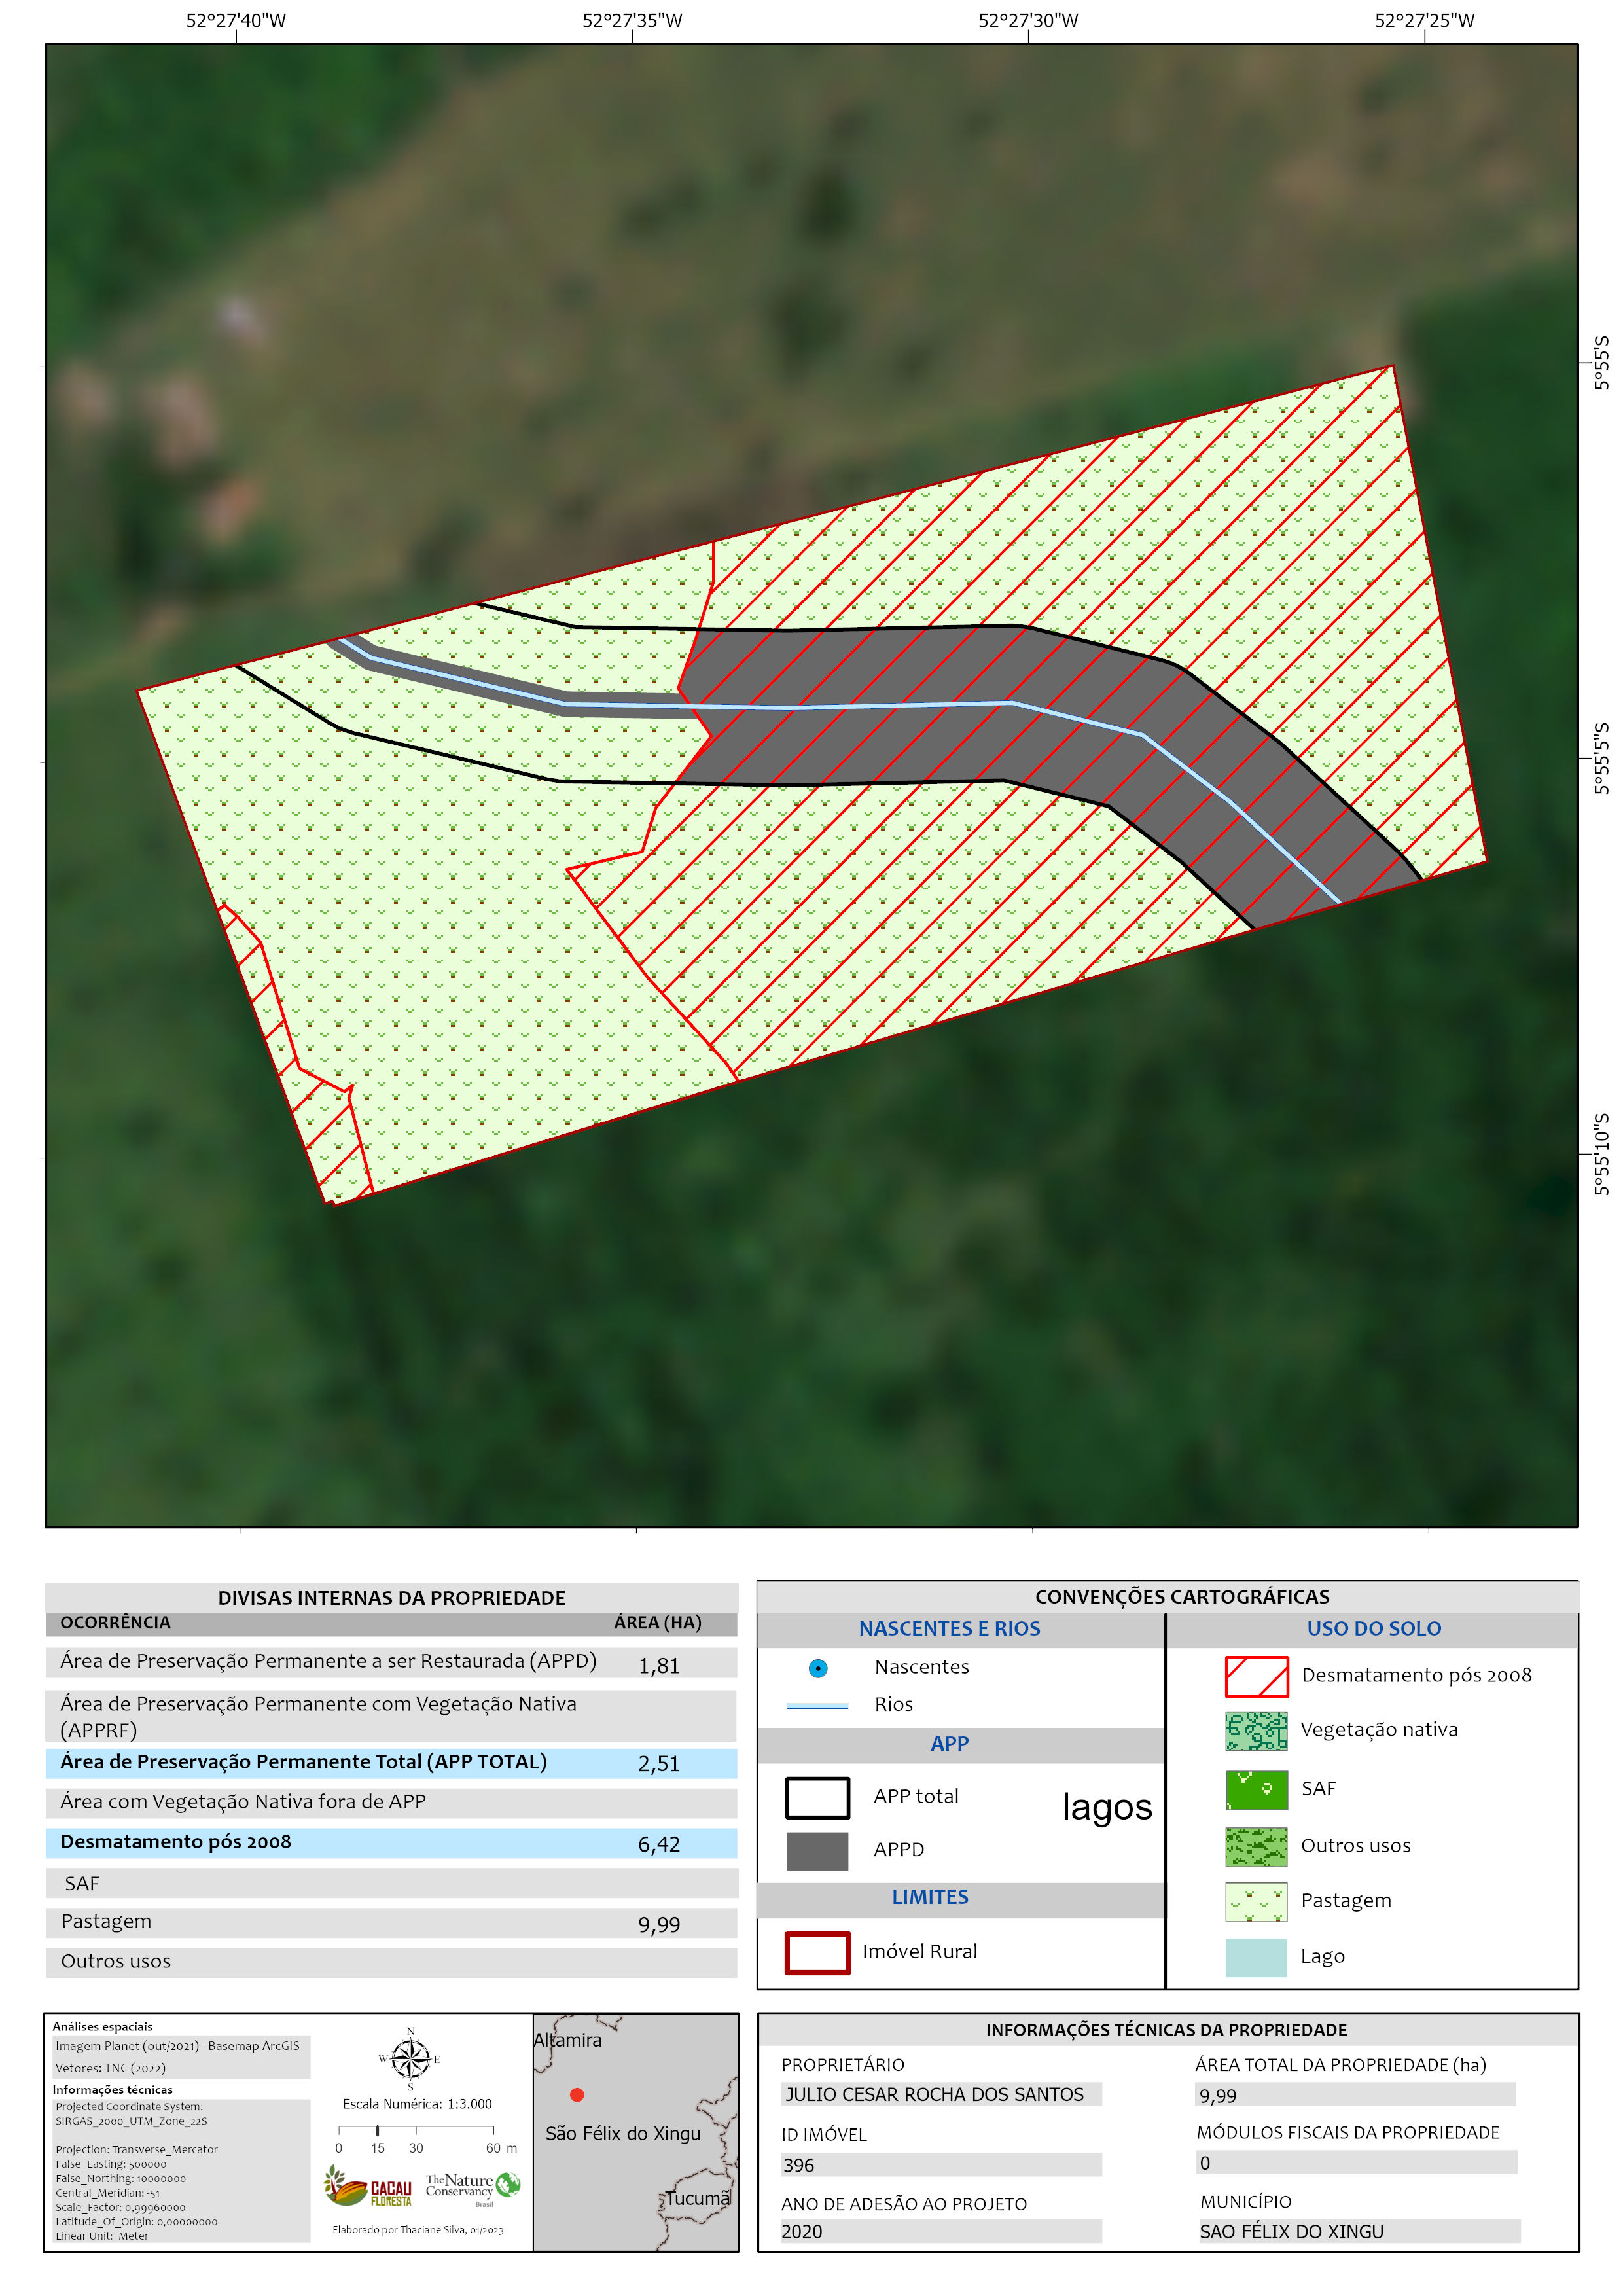 52°27'40"W 52°27'35"W 52°27'30"W 52°27'25"W
5°55'S
5°55'5"S
5°55'10"S
DIVISAS INTERNAS DA PROPRIEDADE
OCORRÊNCIA ÁREA (HA)
Área de Preservação Permanente a ser Restaurada (APPD) 1,81
Área de Preservação Permanente com Vegetação Nativa
(APPRF)
Área de Preservação Permanente Total (APP TOTAL) 2,51
Área com Vegetação Nativa fora de APP
Desmatamento pós 2008 6,42
SAF
Pastagem 9,99
Outros usos
CONVENÇÕES CARTOGRÁFICAS
NASCENTES E RIOS
Nascentes
Rios
APP
APP total
lagos
APPD
LIMITES
Imóvel Rural
USO DO SOLO
Desmatamento pós 2008
Vegetação nativa
SAF
Outros usos
Pastagem
Lago
Análises espaciais
Imagem Planet (out/2021) - Basemap ArcGIS
Vetores: TNC (2022)
Informações técnicas
Projected Coordinate System:
SIRGAS_2000_UTM_Zone_22S
Projection: Transverse_Mercator
False_Easting: 500000
False_Northing: 10000000
Central_Meridian: -51
Scale_Factor: 0,99960000
Latitude_Of_Origin: 0,00000000
Linear Unit: Meter
N
W E
S
Escala Numérica: 1:3.000
0 15 30 60 m
CACAU
FLORESTA
The Nature
Conservancy
Brasil
Elaborado por Thaciane Silva, 01/2023
Altamira
São Félix do Xingu
Tucumã
INFORMAÇÕES TÉCNICAS DA PROPRIEDADE
PROPRIETÁRIO
JULIO CESAR ROCHA DOS SANTOS
ID IMÓVEL
396
ANO DE ADESÃO AO PROJETO
2020
ÁREA TOTAL DA PROPRIEDADE (ha)
9,99
MÓDULOS FISCAIS DA PROPRIEDADE
0
MUNICÍPIO
SAO FÉLIX DO XINGU